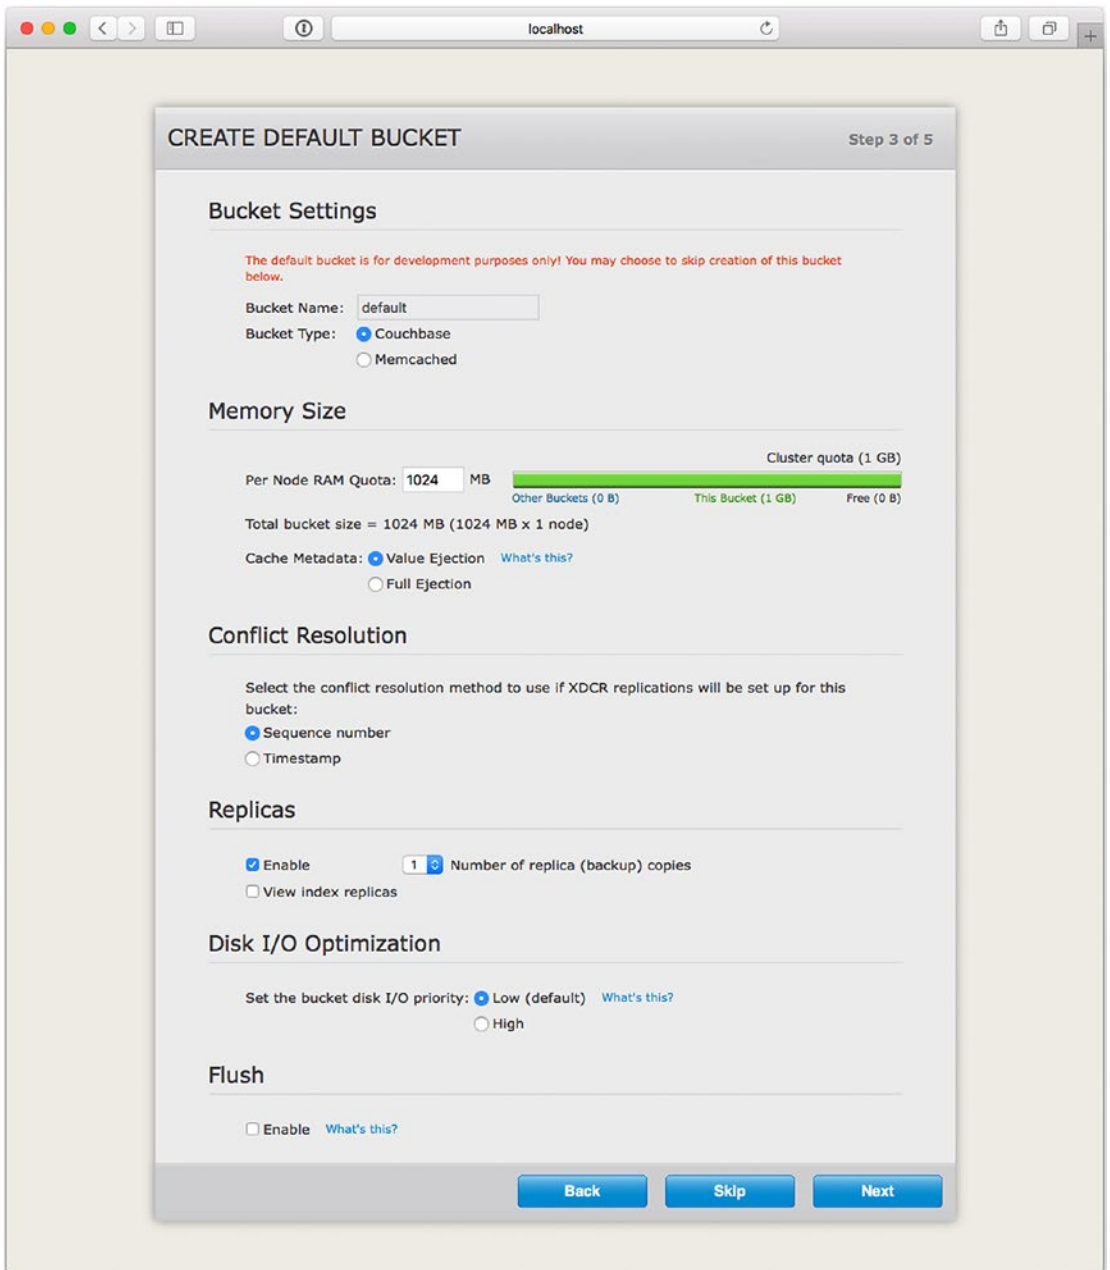 localhost
CREATE DEFAULT BUCKET
Step 3 of 5
Bucket Settings
The default bucket is for development purposes only! You may choose to skip creation of this bucket
below.
Bucket Name: default
Bucket Type: Couchbase
Memcached
Memory Size
Cluster quota (1 GB)
Per Node RAM Quota: 1024 MB
Other Buckets (0 B) This Bucket (1 GB) Free (0 B)
Total bucket size = 1024 MB (1024 MB x 1 node)
Cache Metadata: Value Ejection What's this?
Full Ejection
Conflict Resolution
Select the conflict resolution method to use if XDCR replications will be set up for this
bucket:
Sequence number
Timestamp
Replicas
Enable 1 Number of replica (backup) copies
View index replicas
Disk I/O Optimization
Set the bucket disk I/O priority: Low (default) What's this?
High
Flush
Enable What's this?
Back Skip Next